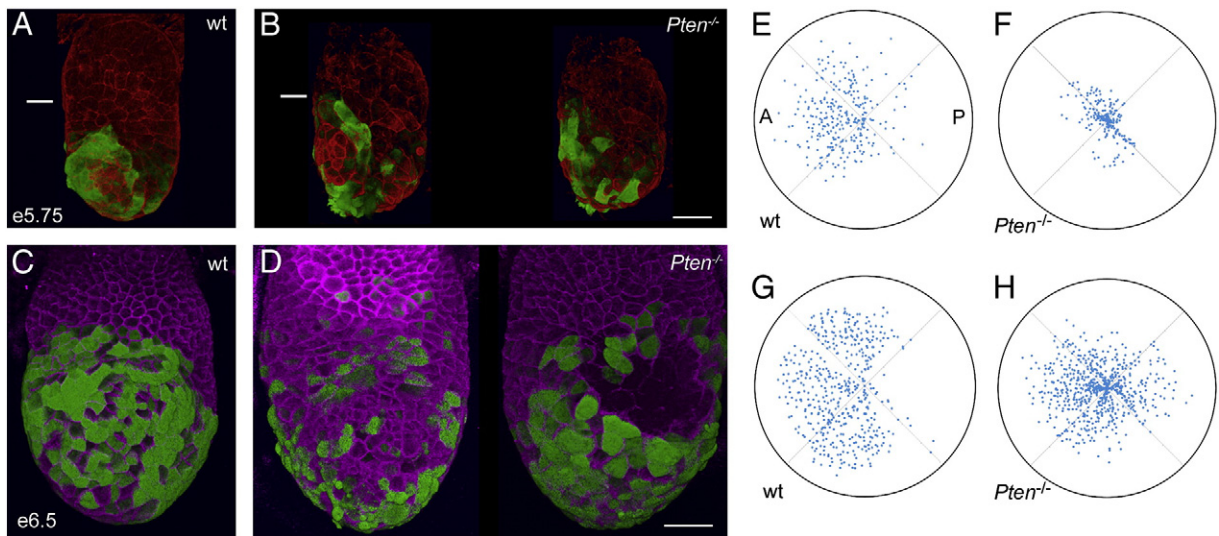 A wt
B Pten-/-
E
F
A P
e5.75
wt
Pten-/-
C wt
D Pten-/-
G
H
e6.5
wt
Pten-/-